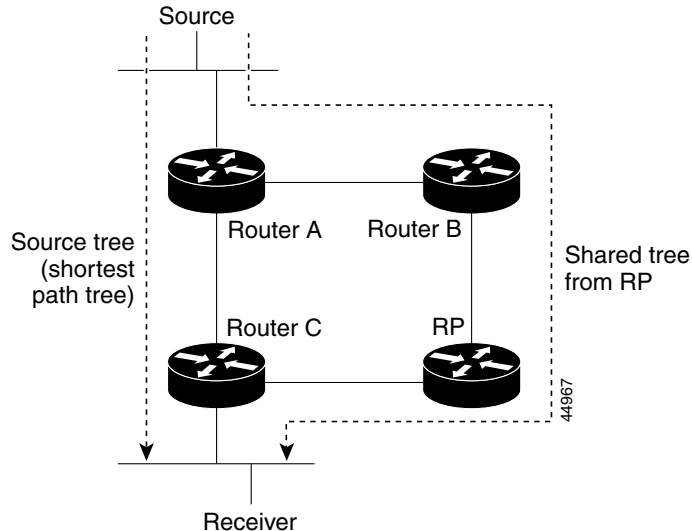 Source
Router A
Router B
Source tree
(shortest
path tree)
Shared tree
from RP
Router C
RP
44967
Receiver